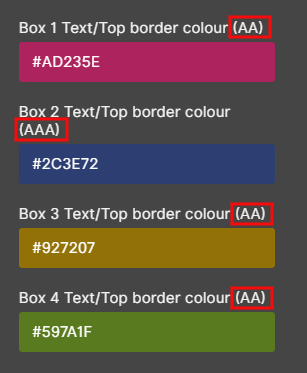 Box 1 Text/Top border colour (AA)
#AD235E
Box 2 Text/Top border colour
(AAA)
#2C3E72
Box 3 Text/Top border colour (AA)
#927207
Box 4 Text/Top border colour (AA)
#597A1F